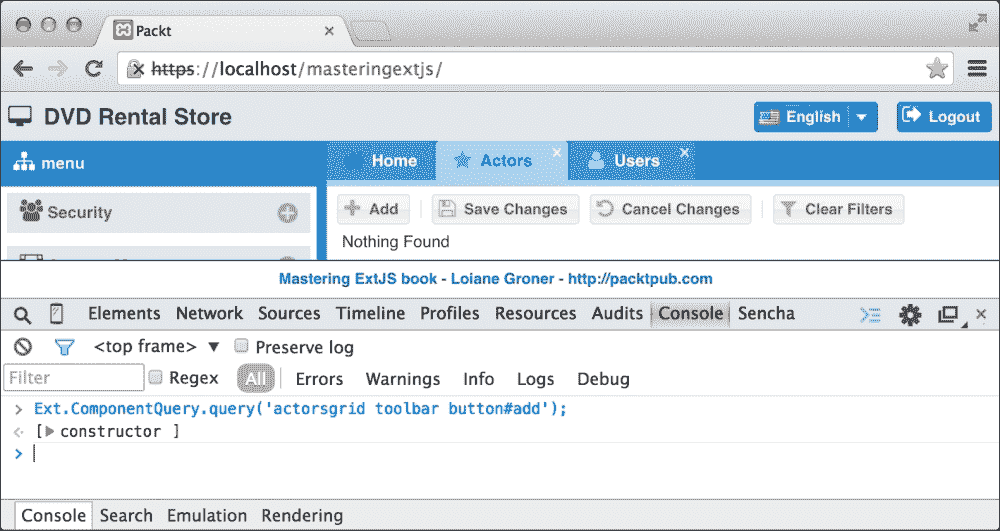 Packt
https://localhost/masteringextjs/
DVD Rental Store
English
Logout
menu
Home
Actors
Users
Security
Add
Save Changes
Cancel Changes
Clear Filters
Nothing Found
Mastering ExtJS book - Loiane Groner - http://packtpub.com
Elements Network Sources Timeline Profiles Resources Audits Console Sencha
<top frame> ▼ Preserve log
Filter Regex All Errors Warnings Info Logs Debug
> Ext.ComponentQuery.query('actorsgrid toolbar button#add');
[▶ constructor ]
>
Console Search Emulation Rendering